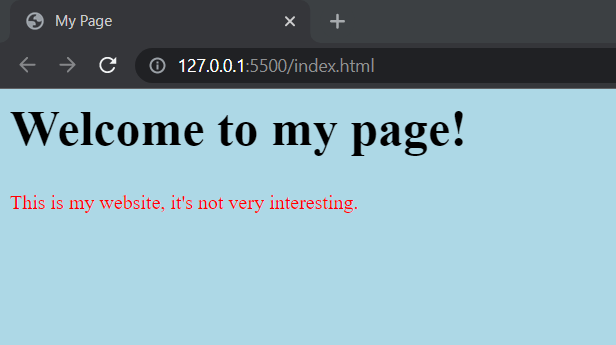 My Page
127.0.0.1:5500/index.html
Welcome to my page!
This is my website, it's not very interesting.